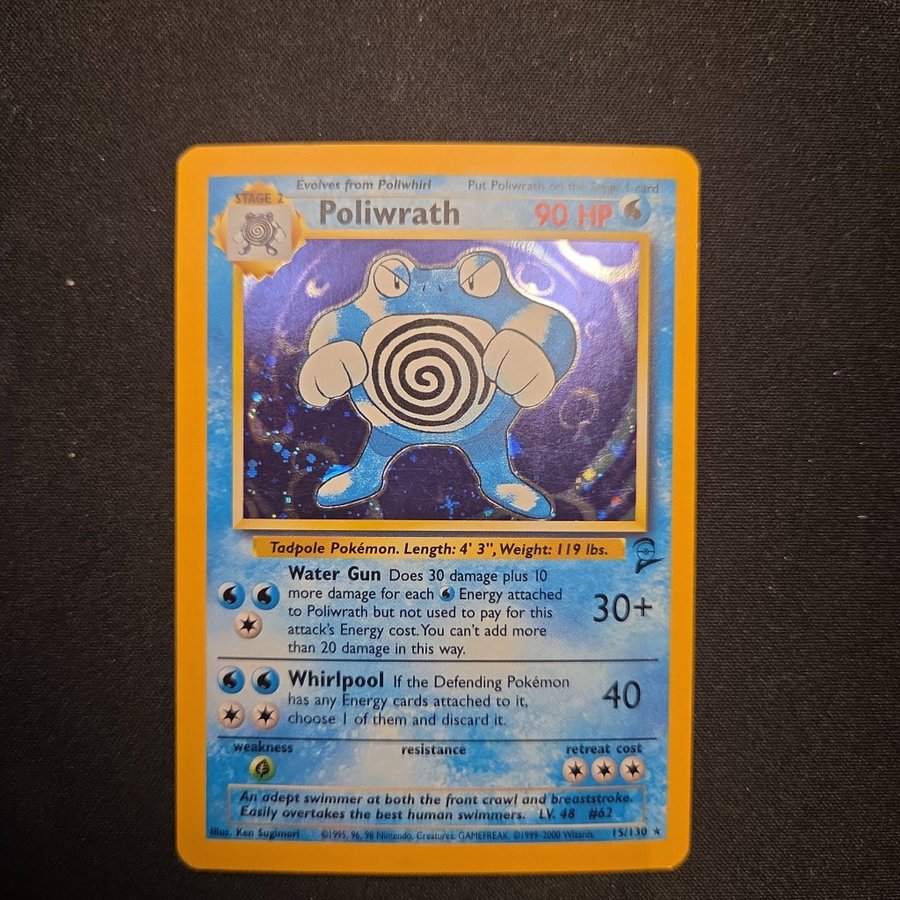 Evolves from Poliwhirl Put Poliwrath on the Stage 1 card
STAGE 2
Poliwrath 90 HP
Tadpole Pokémon. Length: 4' 3", Weight: 119 lbs.
Water Gun Does 30 damage plus 10
more damage for each Energy attached
to Poliwrath but not used to pay for this
attack's Energy cost. You can't add more
than 20 damage in this way.
30+
Whirlpool If the Defending Pokémon
has any Energy cards attached to it,
choose 1 of them and discard it.
40
weakness resistance retreat cost
An adept swimmer at both the front crawl and breaststroke.
Easily overtakes the best human swimmers. LV. 48 #62
Illus. Ken Sugimori ©1995, 96, 98 Nintendo, Creatures, GAMEFREAK. ©1999-2000 Wizards. 15/130 ★